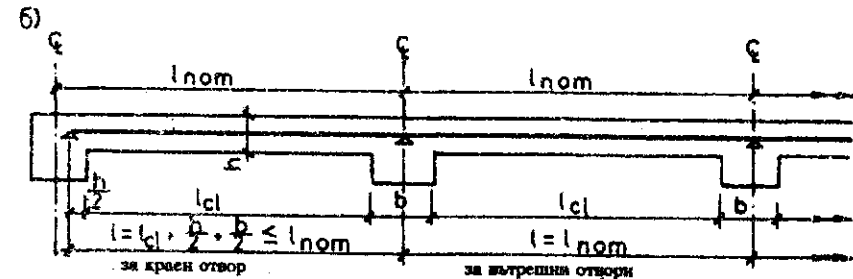 б)
℄ ℄ ℄
l nom l nom
h
h/2 l cl b l cl b
l = l cl + h/2 + b/2 ≤ l nom l = l nom
за краен отвор за вътрешни отвори